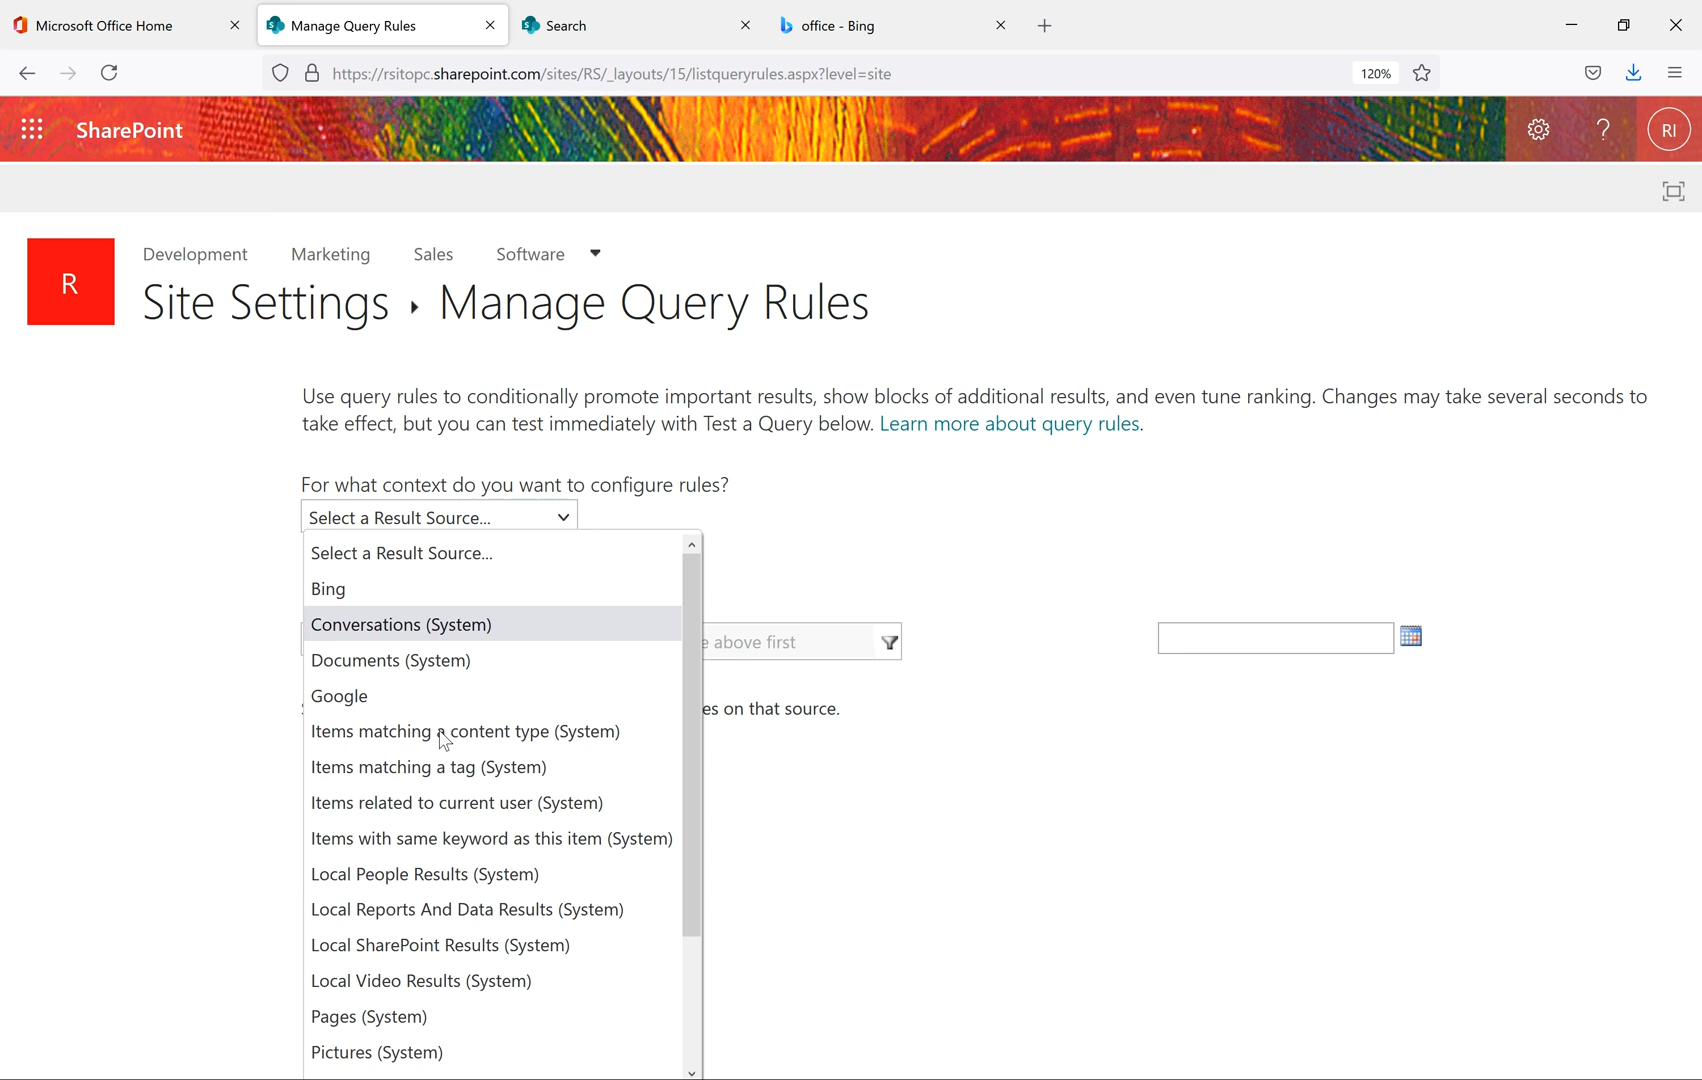 Microsoft Office Home
Manage Query Rules
Search
office - Bing
https://rsitopc.sharepoint.com/sites/RS/_layouts/15/listqueryrules.aspx?level=site
120%
SharePoint
?
RI
R
Development
Marketing
Sales
Software
Site Settings
Manage Query Rules
Use query rules to conditionally promote important results, show blocks of additional results, and even tune ranking. Changes may take several seconds to
take effect, but you can test immediately with Test a Query below. Learn more about query rules.
For what context do you want to configure rules?
Select a Result Source...
Select a Result Source...
Bing
Conversations (System)
e above first
Documents (System)
Google
es on that source.
Items matching a content type (System)
Items matching a tag (System)
Items related to current user (System)
Items with same keyword as this item (System)
Local People Results (System)
Local Reports And Data Results (System)
Local SharePoint Results (System)
Local Video Results (System)
Pages (System)
Pictures (System)